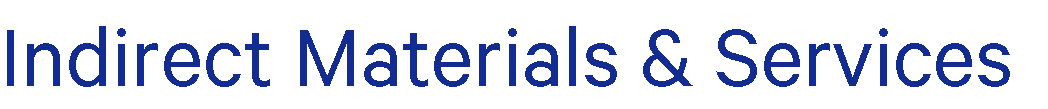 Indirect Materials & Services